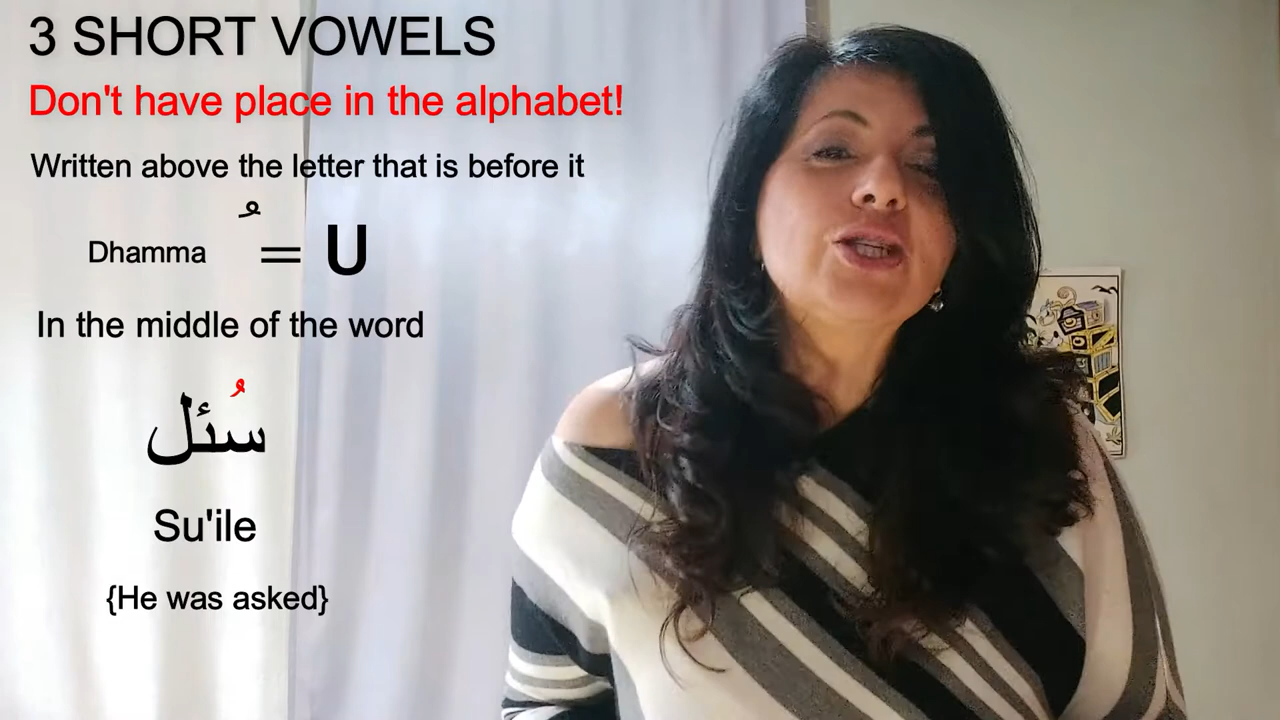 3 SHORT VOWELS
Don't have place in the alphabet!
Written above the letter that is before it
Dhamma ُ = U
In the middle of the word
سُئل
Su'ile
{He was asked}